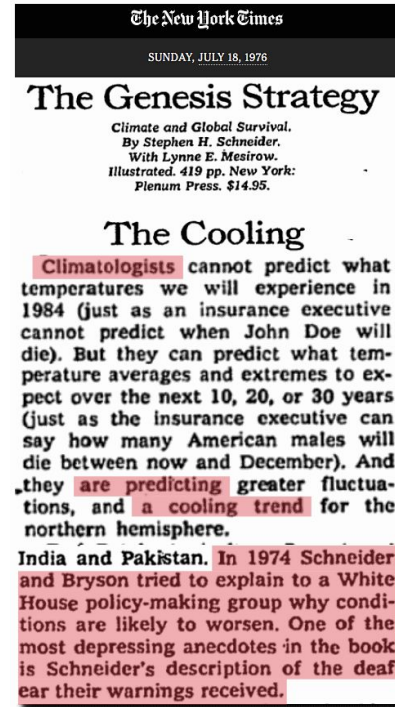 The New York Times
SUNDAY, JULY 18, 1976
The Genesis Strategy
Climate and Global Survival.
By Stephen H. Schneider.
With Lynne E. Mesirow.
Illustrated. 419 pp. New York:
Plenum Press. $14.95.
The Cooling
Climatologists cannot predict what
temperatures we will experience in
1984 (just as an insurance executive
cannot predict when John Doe will
die). But they can predict what tem-
perature averages and extremes to ex-
pect over the next 10, 20, or 30 years
(just as the insurance executive can
say how many American males will
die between now and December). And
they are predicting greater fluctua-
tions, and a cooling trend for the
northern hemisphere.
India and Pakistan. In 1974 Schneider
and Bryson tried to explain to a White
House policy-making group why condi-
tions are likely to worsen. One of the
most depressing anecdotes in the book
is Schneider's description of the deaf
ear their warnings received.